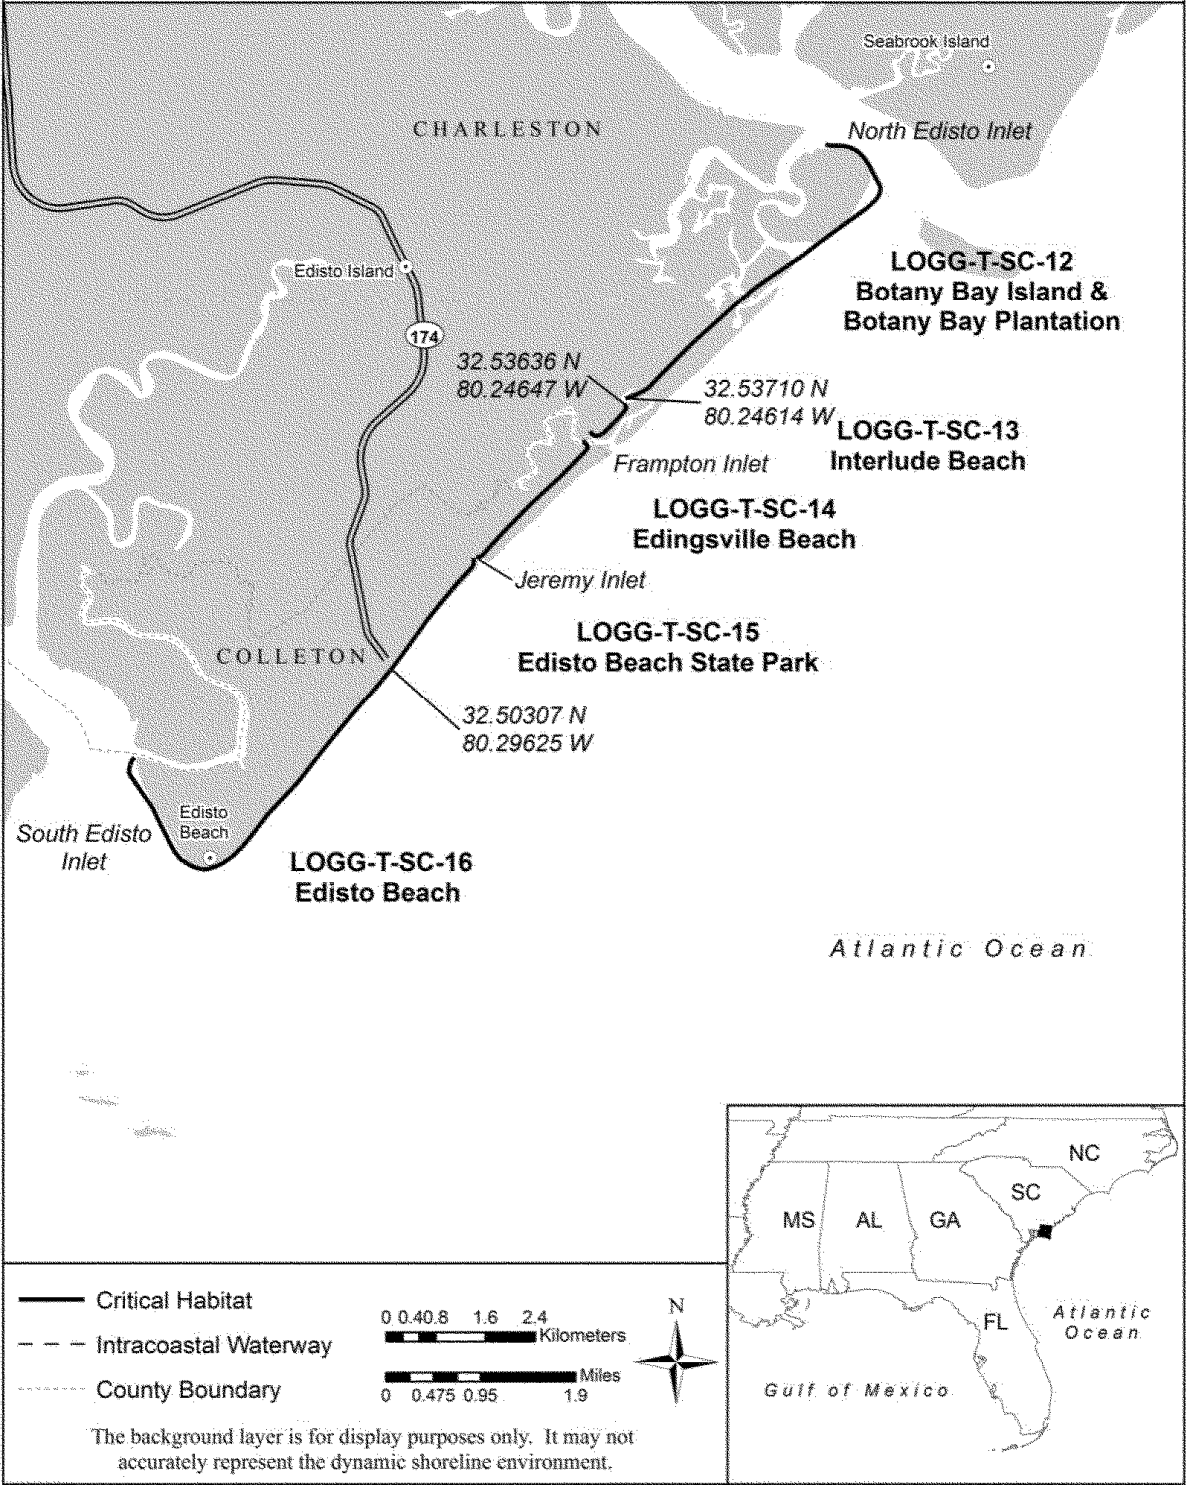 Seabrook Island
CHARLESTON
North Edisto Inlet
LOGG-T-SC-12
Botany Bay Island &
Botany Bay Plantation
Edisto Island
174
32.53636 N
80.24647 W
32.53710 N
80.24614 W
LOGG-T-SC-13
Interlude Beach
Frampton Inlet
LOGG-T-SC-14
Edingsville Beach
Jeremy Inlet
LOGG-T-SC-15
Edisto Beach State Park
COLLETON
32.50307 N
80.29625 W
Edisto
Beach
South Edisto
Inlet
LOGG-T-SC-16
Edisto Beach
Atlantic Ocean
NC
SC
MS
AL
GA
FL
Atlantic
Ocean
Gulf of Mexico
Critical Habitat
Intracoastal Waterway
County Boundary
0 0.40.8 1.6 2.4
Kilometers
Miles
0 0.475 0.95 1.9
N
The background layer is for display purposes only. It may not
accurately represent the dynamic shoreline environment.